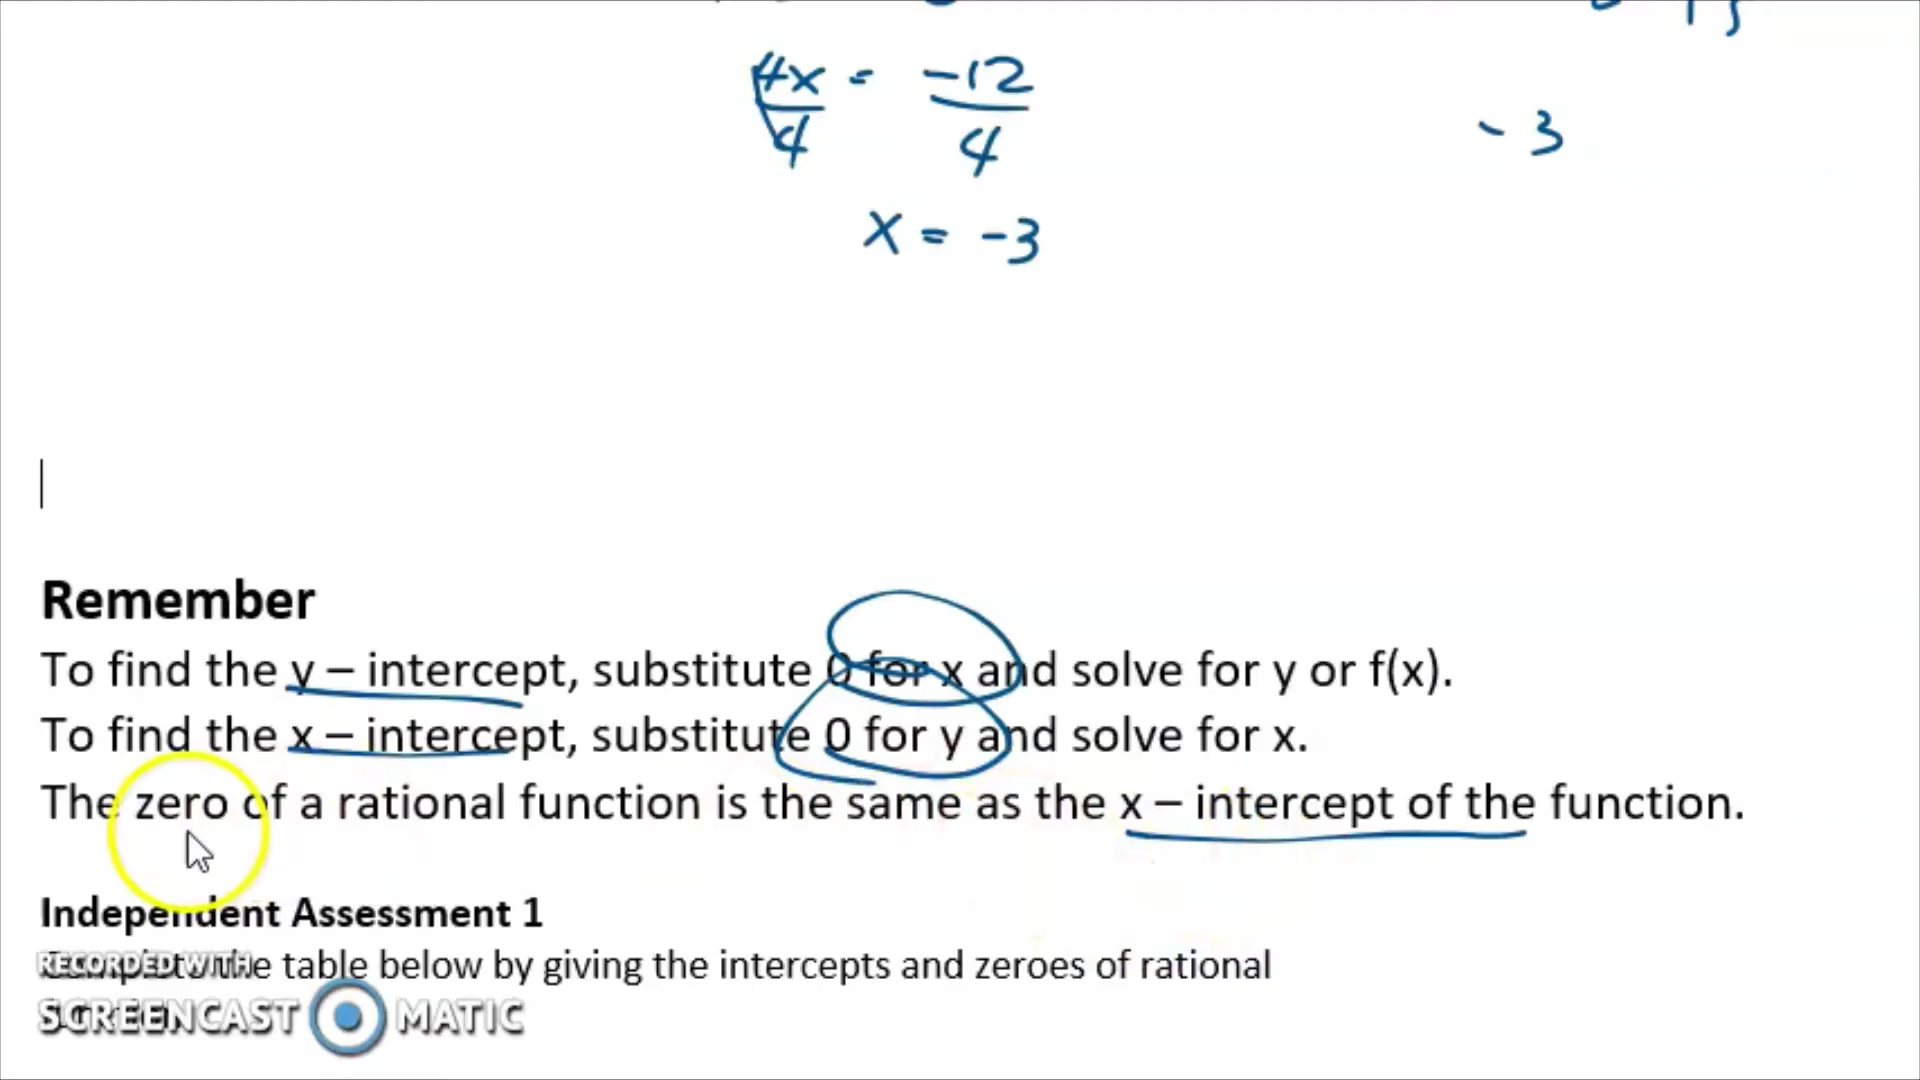 4x = -12
4 4
- 3
x = -3
Remember
To find the y – intercept, substitute 0 for x and solve for y or f(x).
To find the x – intercept, substitute 0 for y and solve for x.
The zero of a rational function is the same as the x – intercept of the function.
Independent Assessment 1
the table below by giving the intercepts and zeroes of rational
RECORDED WITH
SCREENCAST MATIC